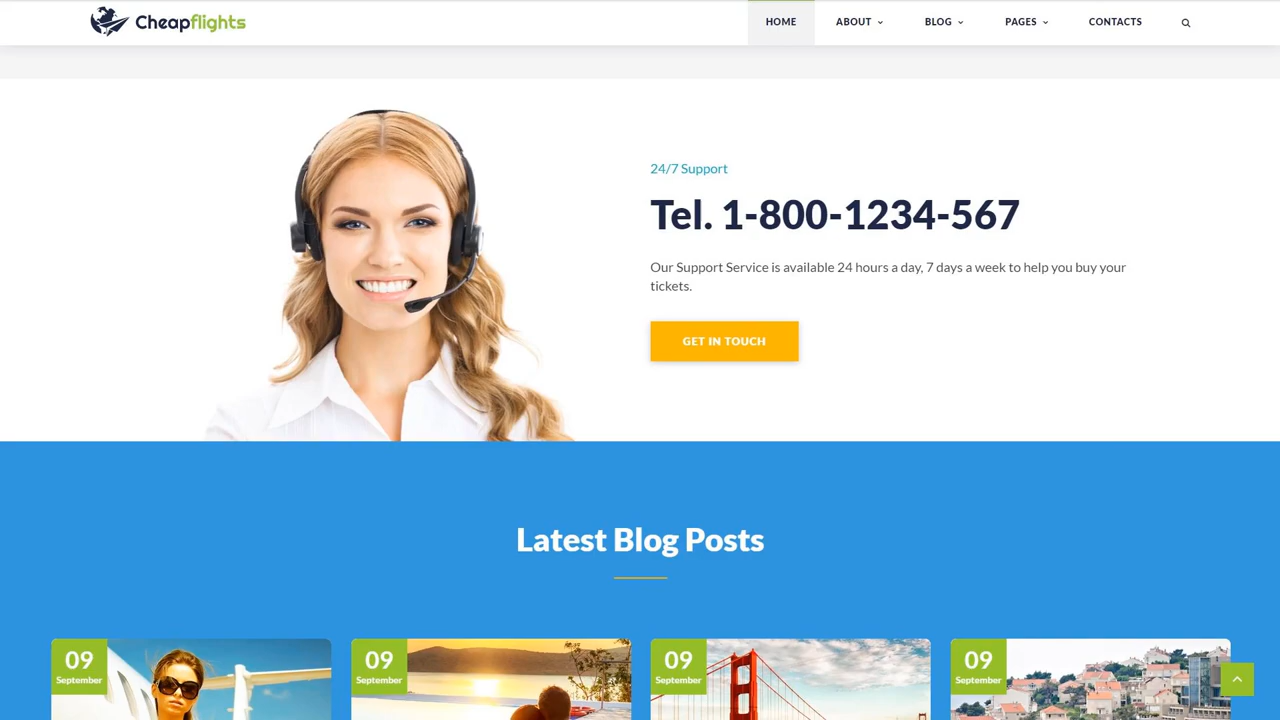 Cheapflights
HOME
ABOUT
BLOG
PAGES
CONTACTS
24/7 Support
Tel. 1-800-1234-567
Our Support Service is available 24 hours a day, 7 days a week to help you buy your
tickets.
GET IN TOUCH
Latest Blog Posts
09
September
09
September
09
September
09
September